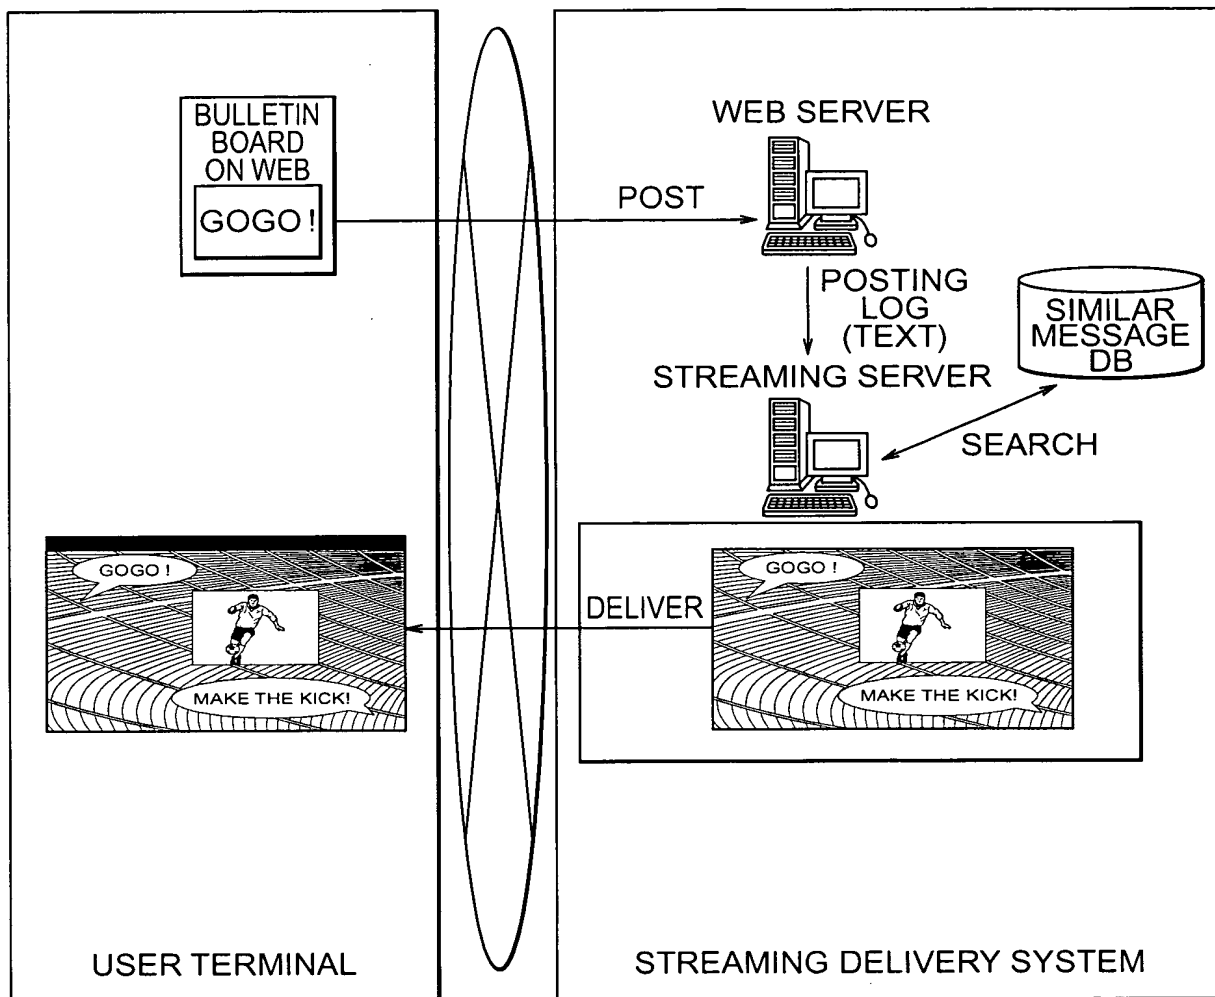 BULLETIN
BOARD
ON WEB
GOGO !
POST
WEB SERVER
POSTING
LOG
(TEXT)
SIMILAR
MESSAGE
DB
STREAMING SERVER
SEARCH
GOGO !
MAKE THE KICK!
DELIVER
GOGO !
MAKE THE KICK!
USER TERMINAL
STREAMING DELIVERY SYSTEM